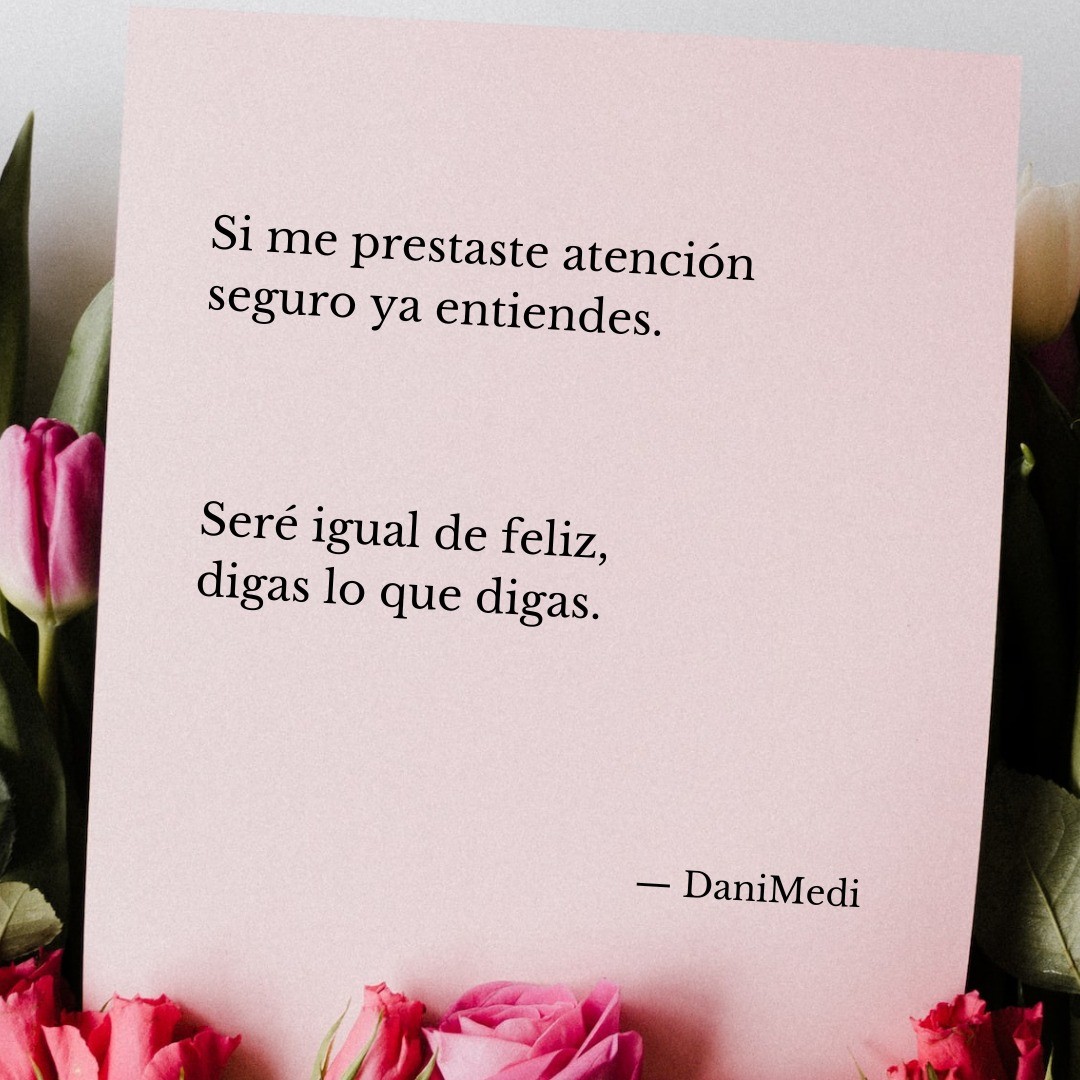 Si me prestaste atención
seguro ya entiendes.
Seré igual de feliz,
digas lo que digas.
— DaniMedi